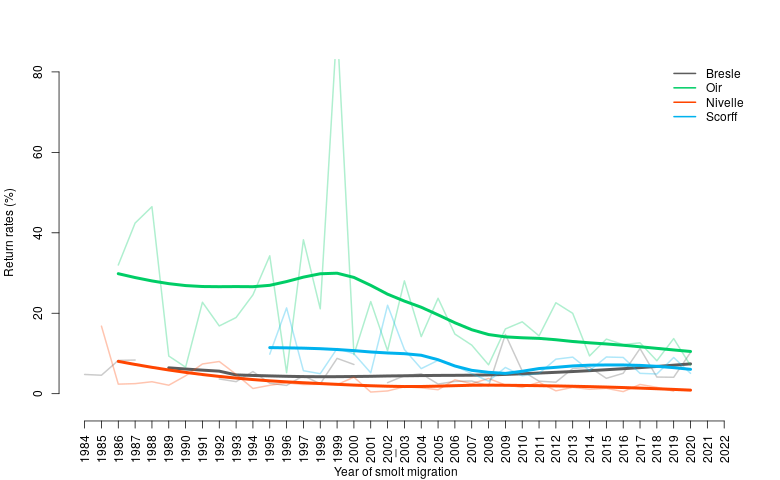 80
60
40
20
0
Return rates (%)
Bresle
Oir
Nivelle
Scorff
1984 1985 1986 1987 1988 1989 1990 1991 1992 1993 1994 1995 1996 1997 1998 1999 2000 2001 2002 2003 2004 2005 2006 2007 2008 2009 2010 2011 2012 2013 2014 2015 2016 2017 2018 2019 2020 2021 2022
Year of smolt migration